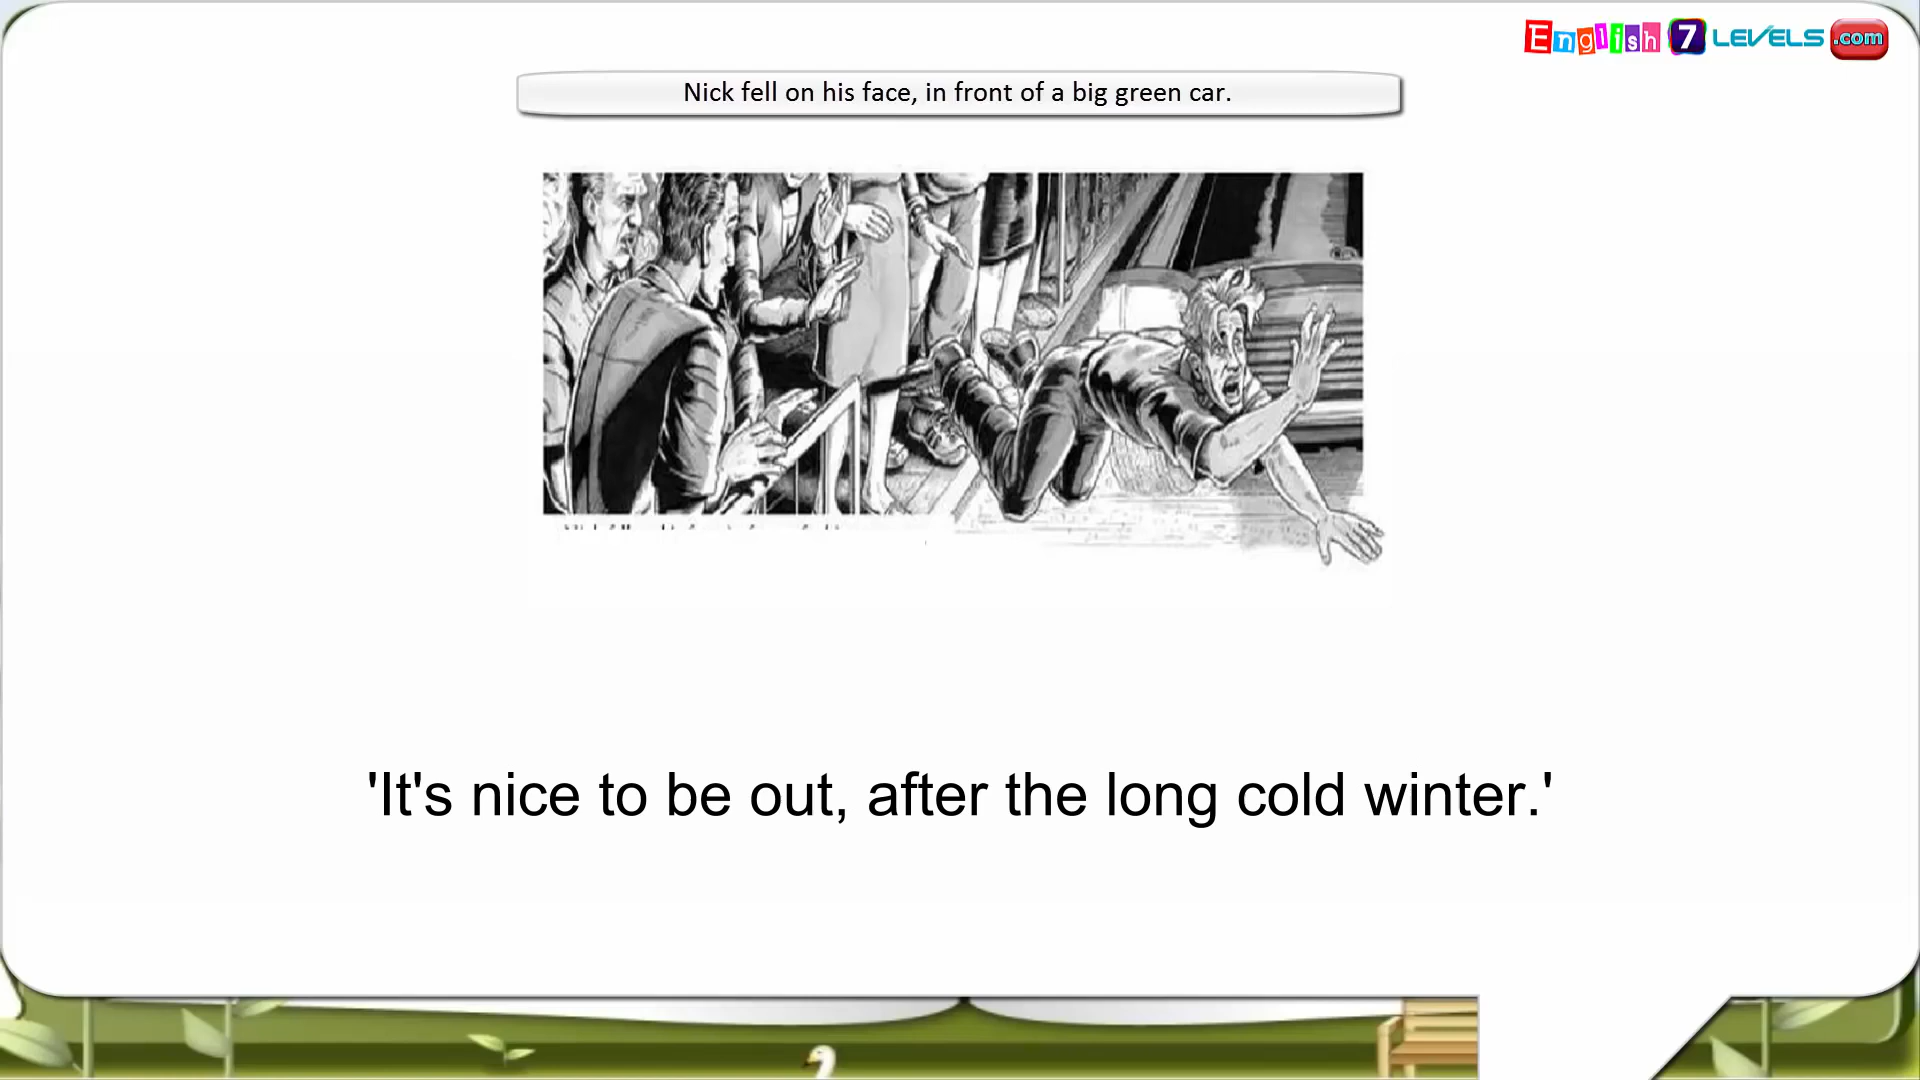 English 7 LEVELS .com
Nick fell on his face, in front of a big green car.
'It's nice to be out, after the long cold winter.'